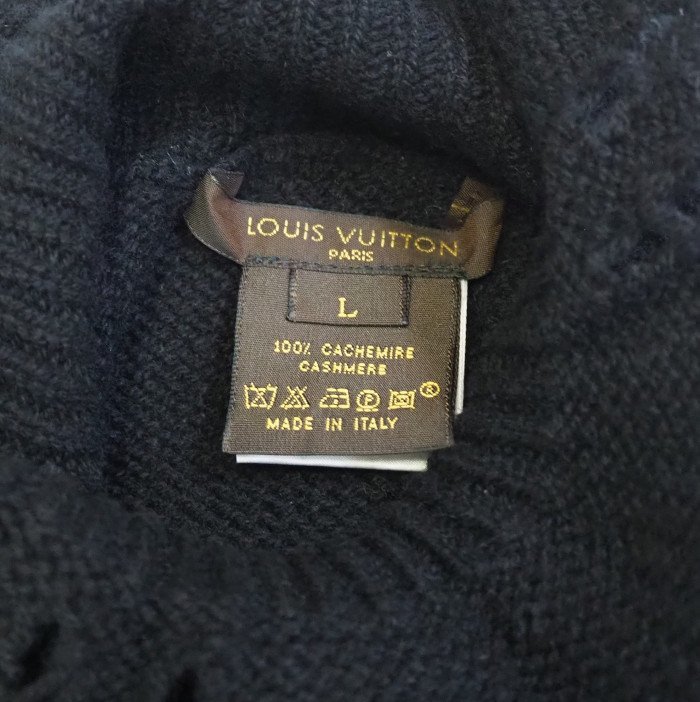 LOUIS VUITTON
PARIS
L
100% CACHEMIRE
CASHMERE
P
®
MADE IN ITALY